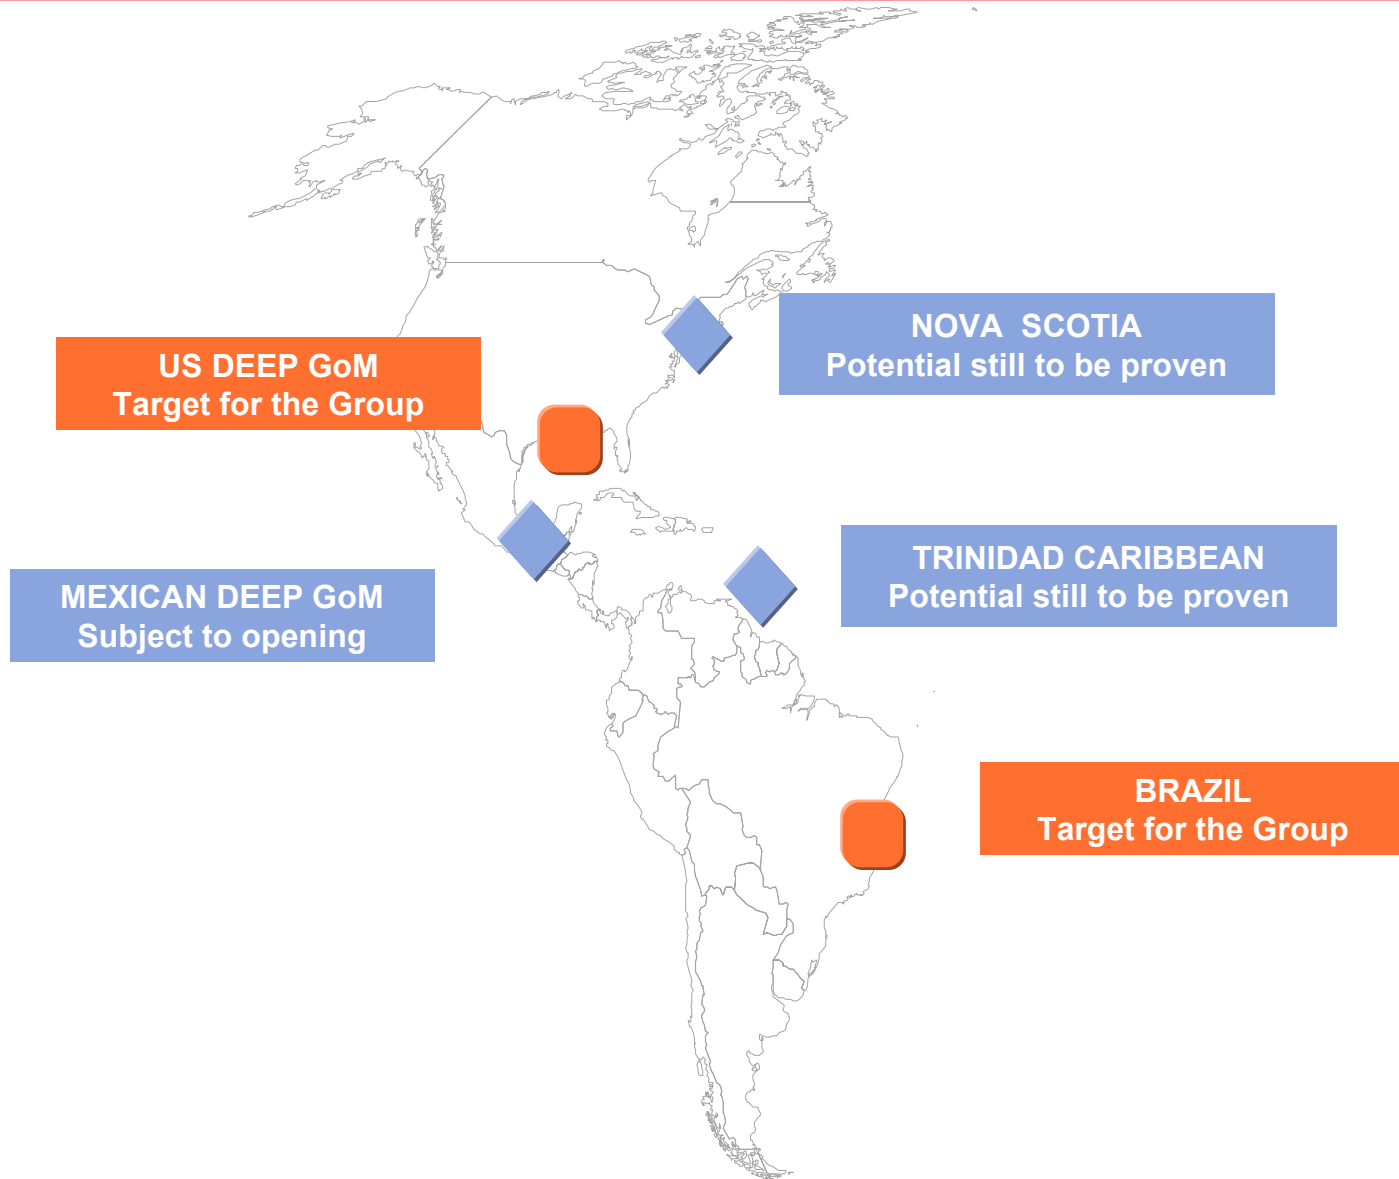 NOVA SCOTIA
Potential still to be proven
US DEEP GoM
Target for the Group
TRINIDAD CARIBBEAN
Potential still to be proven
MEXICAN DEEP GoM
Subject to opening
BRAZIL
Target for the Group